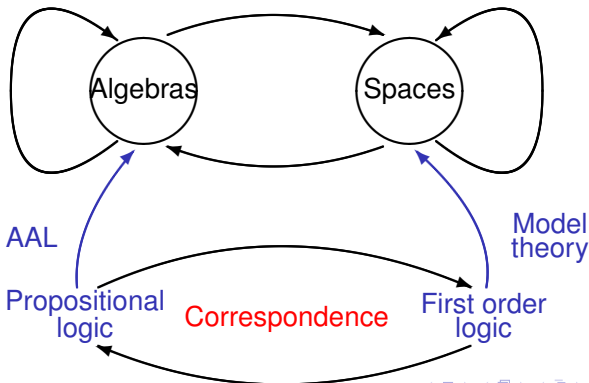 Algebras
Spaces
AAL
Model
theory
Propositional
logic
Correspondence
First order
logic